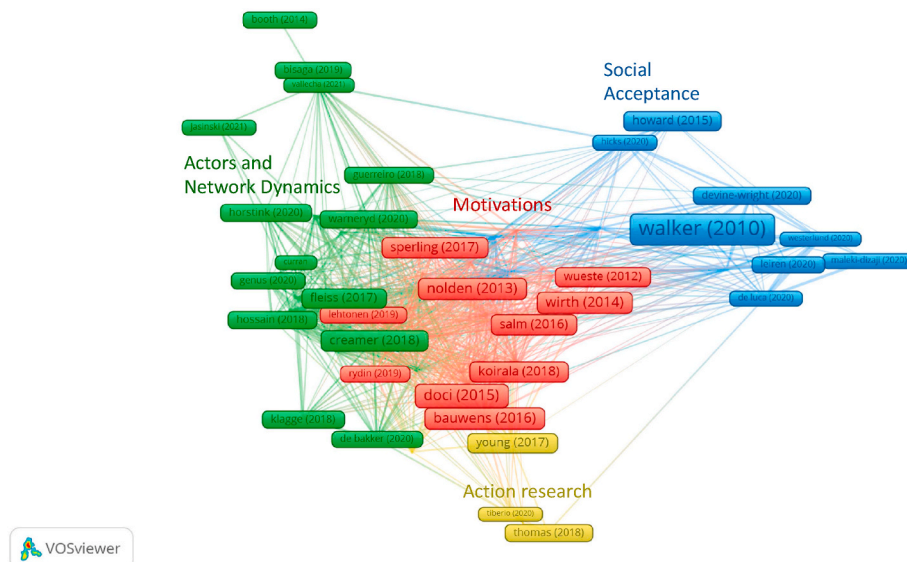 booth (2014)
bisaga (2019)
vallecha (2021)
jasinski (2021)
Social
Acceptance
howard (2015)
hicks (2020)
Actors and
Network Dynamics
guerreiro (2018)
devine-wright (2020)
Motivations
horstink (2020)
warneryd (2020)
walker (2010)
sperling (2017)
westerlund (2020)
curren
leiren (2020)
genus (2020)
wueste (2012)
nolden (2013)
fleiss (2017)
wirth (2014)
de luca (2020)
lehtonen (2019)
hossain (2018)
salm (2016)
creamer (2018)
rydin (2019)
koirala (2018)
doci (2015)
klagge (2018)
bauwens (2016)
de bakker (2020)
young (2017)
Action research
tiberio (2020)
thomas (2018)
VOSviewer